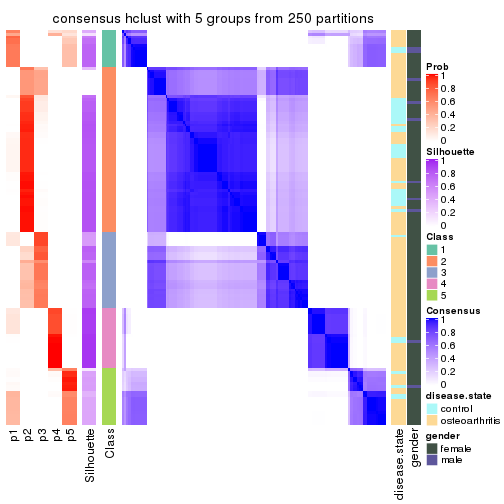 consensus hclust with 5 groups from 250 partitions
Prob
1
0.8
0.6
0.4
0.2
0
Silhouette
1
0.8
0.6
0.4
0.2
0
Class
1
2
3
4
5
Consensus
1
0.8
0.6
0.4
0.2
0
disease.state
control
osteoarthritis
gender
female
male
p1
p2
p3
p4
p5
Silhouette
Class
disease.state
gender